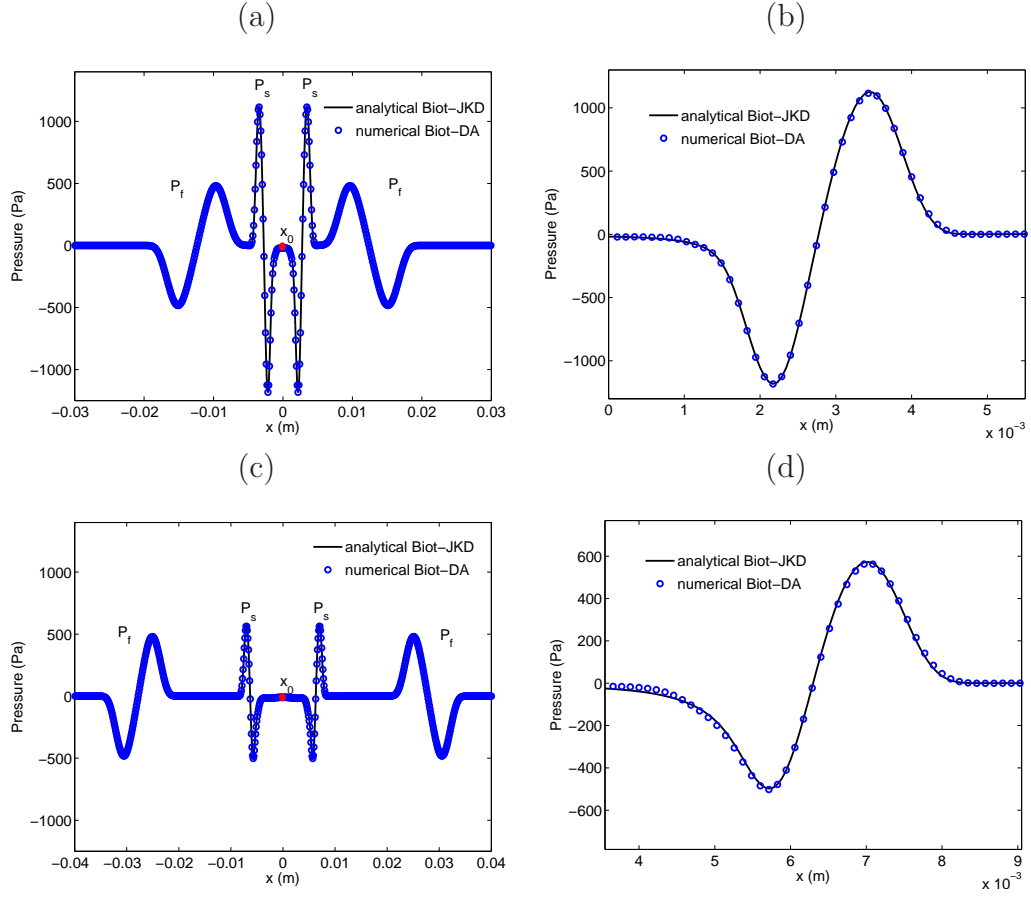 (a)
P_s P_s
analytical Biot−JKD
numerical Biot−DA
P_f P_f
x_0
Pressure (Pa)
1000
500
0
−500
−1000
−0.03 −0.02 −0.01 0 0.01 0.02 0.03
x (m)
(b)
analytical Biot−JKD
numerical Biot−DA
Pressure (Pa)
1000
500
0
−500
−1000
0 1 2 3 4 5
x (m)
x 10^−3
(c)
analytical Biot−JKD
numerical Biot−DA
P_s P_s
P_f P_f
x_0
Pressure (Pa)
1000
500
0
−500
−1000
−0.04 −0.03 −0.02 −0.01 0 0.01 0.02 0.03 0.04
x (m)
(d)
analytical Biot−JKD
numerical Biot−DA
Pressure (Pa)
600
400
200
0
−200
−400
−600
4 5 6 7 8 9
x (m)
x 10^−3